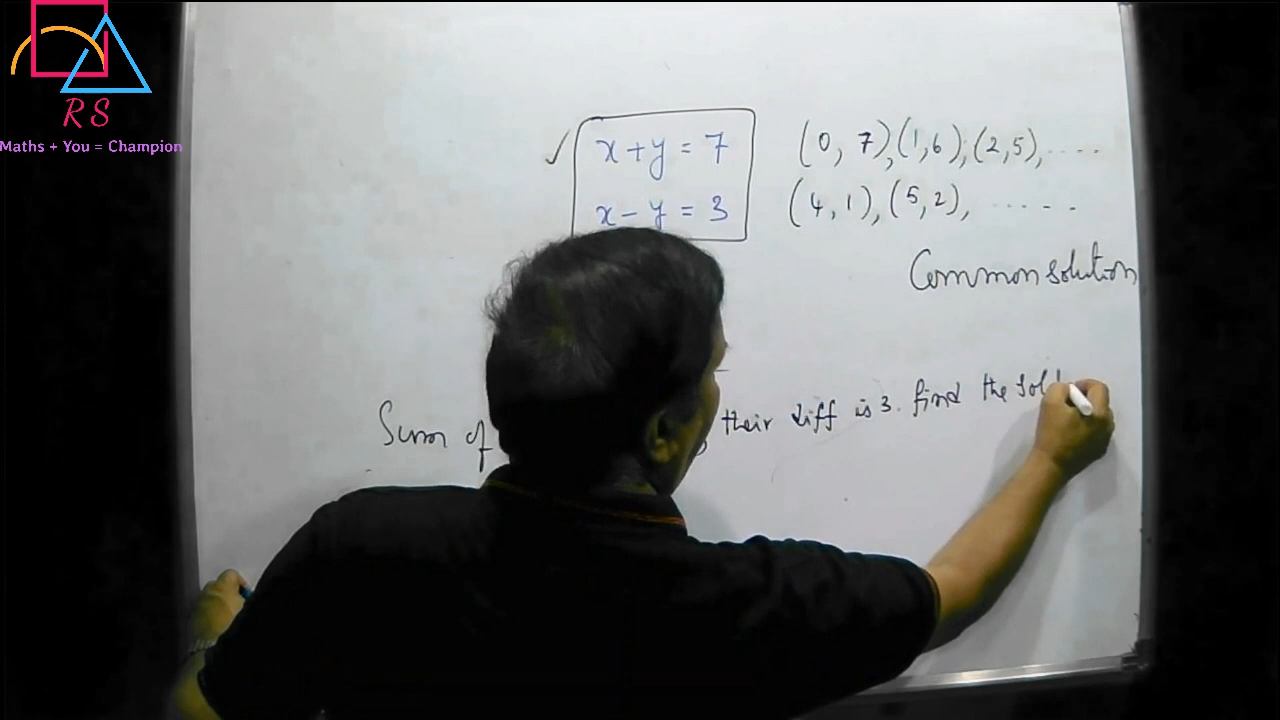 RS
Maths + You = Champion
x + y = 7 (0, 7), (1,6), (2,5), ....
x - y = 3 (4, 1), (5, 2), ......
Common solution
Sum of their diff is 3. find the